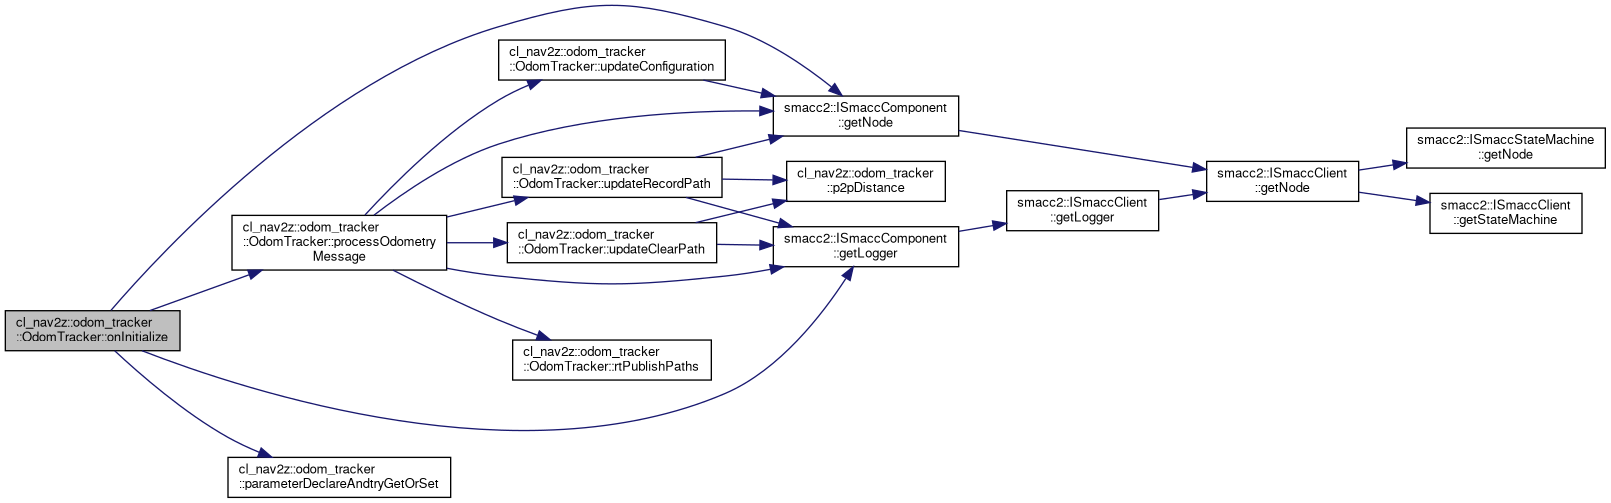 cl_nav2z::odom_tracker
::OdomTracker::updateConfiguration
smacc2::ISmaccComponent
::getNode
cl_nav2z::odom_tracker
::OdomTracker::updateRecordPath
cl_nav2z::odom_tracker
::p2pDistance
smacc2::ISmaccStateMachine
::getNode
smacc2::ISmaccClient
::getNode
smacc2::ISmaccClient
::getLogger
smacc2::ISmaccClient
::getStateMachine
cl_nav2z::odom_tracker
::OdomTracker::processOdometry
Message
cl_nav2z::odom_tracker
::OdomTracker::updateClearPath
smacc2::ISmaccComponent
::getLogger
cl_nav2z::odom_tracker
::OdomTracker::onInitialize
cl_nav2z::odom_tracker
::OdomTracker::rtPublishPaths
cl_nav2z::odom_tracker
::parameterDeclareAndtryGetOrSet